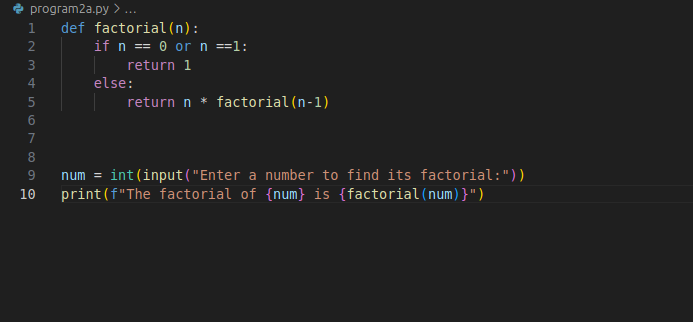 program2a.py > ...
1 def factorial(n):
2     if n == 0 or n ==1:
3         return 1
4     else:
5         return n * factorial(n-1)
6
7
8
9 num = int(input("Enter a number to find its factorial:"))
10 print(f"The factorial of {num} is {factorial(num)}")